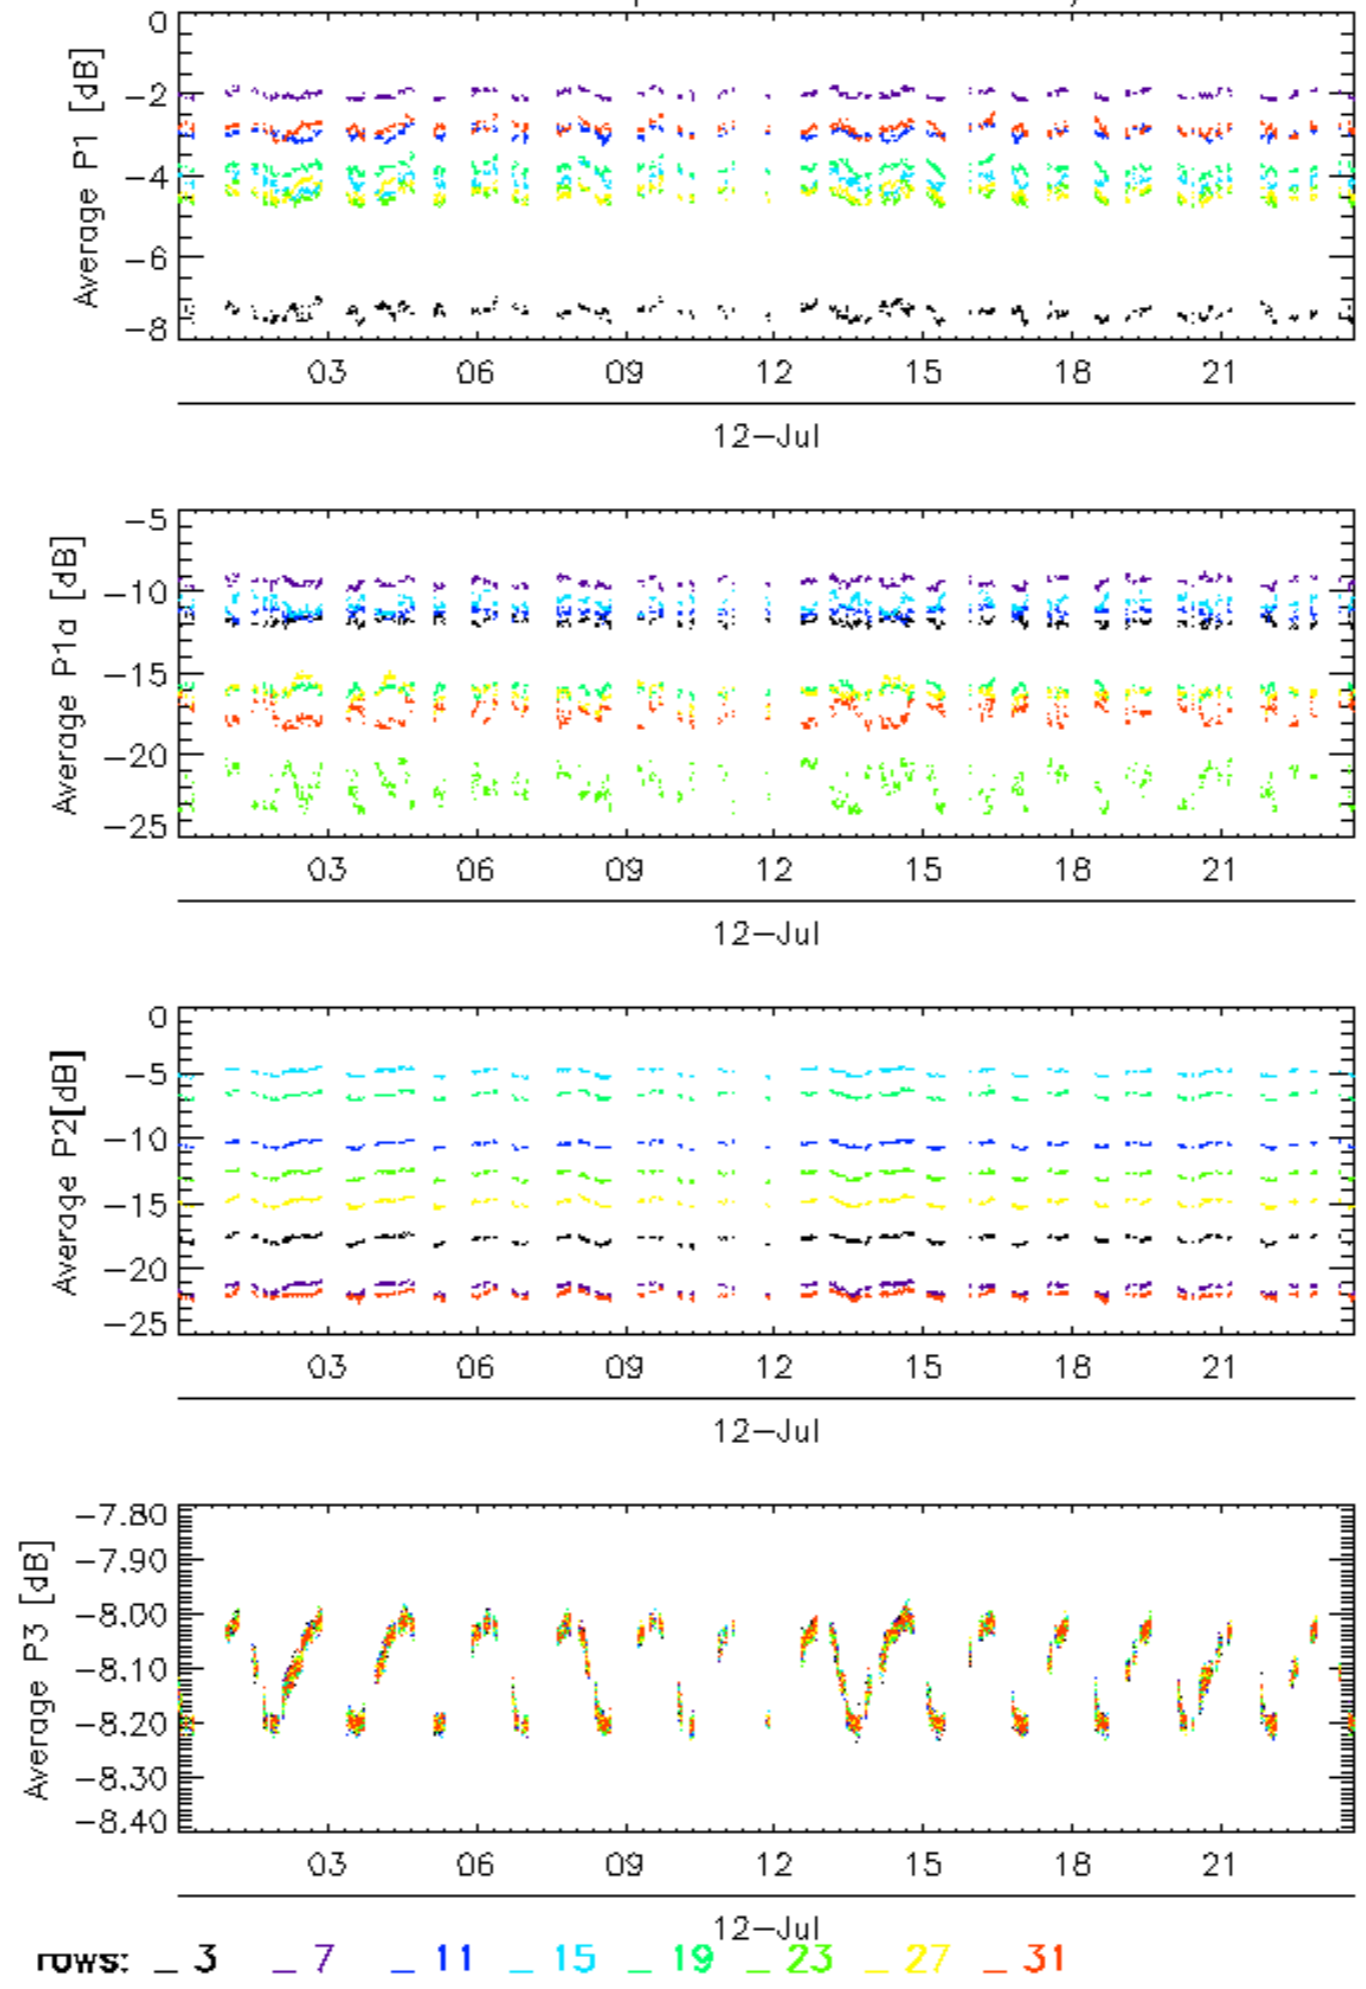 0
Average P1 [dB]
−2
−4
−6
−8
03 06 09 12 15 18 21
12−Jul
−5
Average P1a [dB]
−10
−15
−20
−25
03 06 09 12 15 18 21
12−Jul
0
Average P2[dB]
−5
−10
−15
−20
−25
03 06 09 12 15 18 21
12−Jul
−7.80
Average P3 [dB]
−7.90
−8.00
−8.10
−8.20
−8.30
−8.40
03 06 09 12 15 18 21
12−Jul
rows: _ 3 _ 7 _ 11 _ 15 _ 19 _ 23 _ 27 _ 31